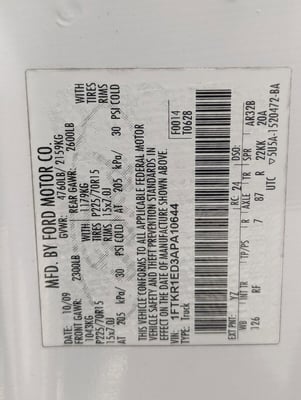 MFD. BY FORD MOTOR CO.
DATE: 10/09 GVWR: 4760LB/ 2159KG
FRONT GAWR: 2300LB REAR GAWR: 2600LB
1043KG WITH 1179KG WITH
P225/70R15 TIRES P225/70R15 TIRES
15x7.0J RIMS 15x7.0J RIMS
AT 205 kPa/ 30 PSI COLD AT 205 kPa/ 30 PSI COLD
THIS VEHICLE CONFORMS TO ALL APPLICABLE FEDERAL MOTOR
VEHICLE SAFETY AND THEFT PREVENTION STANDARDS IN
EFFECT ON THE DATE OF MANUFACTURE SHOWN ABOVE.
VIN: 1FTKR1ED3APA10644 F0014
TYPE: Truck T0628
EXT PNT: YZ RC: 24 DSO:
WB INT TR TP/PS R AXLE TR SPR AR32B
126 RF 7 87 R 22KK 20A
UTC ▽5U5A-1520472-BA